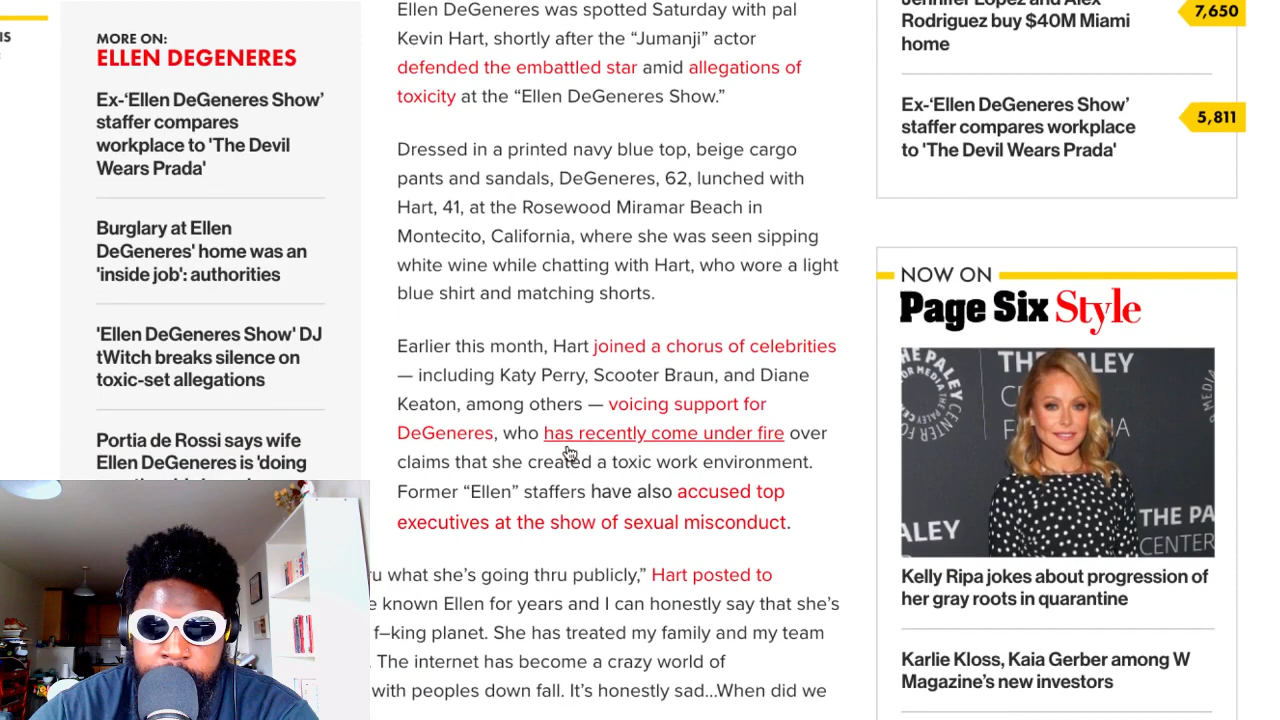 MORE ON:
ELLEN DEGENERES
Ex-‘Ellen DeGeneres Show’
staffer compares
workplace to 'The Devil
Wears Prada'
Burglary at Ellen
DeGeneres' home was an
'inside job': authorities
'Ellen DeGeneres Show' DJ
tWitch breaks silence on
toxic-set allegations
Portia de Rossi says wife
Ellen DeGeneres is 'doing
Ellen DeGeneres was spotted Saturday with pal
Kevin Hart, shortly after the “Jumanji” actor
defended the embattled star amid allegations of
toxicity at the “Ellen DeGeneres Show.”
Dressed in a printed navy blue top, beige cargo
pants and sandals, DeGeneres, 62, lunched with
Hart, 41, at the Rosewood Miramar Beach in
Montecito, California, where she was seen sipping
white wine while chatting with Hart, who wore a light
blue shirt and matching shorts.
Earlier this month, Hart joined a chorus of celebrities
— including Katy Perry, Scooter Braun, and Diane
Keaton, among others — voicing support for
DeGeneres, who has recently come under fire over
claims that she created a toxic work environment.
Former “Ellen” staffers have also accused top
executives at the show of sexual misconduct.
what she’s going thru publicly,” Hart posted to
known Ellen for years and I can honestly say that she’s
f–king planet. She has treated my family and my team
. The internet has become a crazy world of
with peoples down fall. It’s honestly sad...When did we
Jennifer Lopez and Alex
Rodriguez buy $40M Miami
home
7,650
Ex-‘Ellen DeGeneres Show’
staffer compares workplace
to 'The Devil Wears Prada'
5,811
NOW ON
Page Six Style
THE PALEY
PALEY
THE PA
CENTER
Kelly Ripa jokes about progression of
her gray roots in quarantine
Karlie Kloss, Kaia Gerber among W
Magazine’s new investors